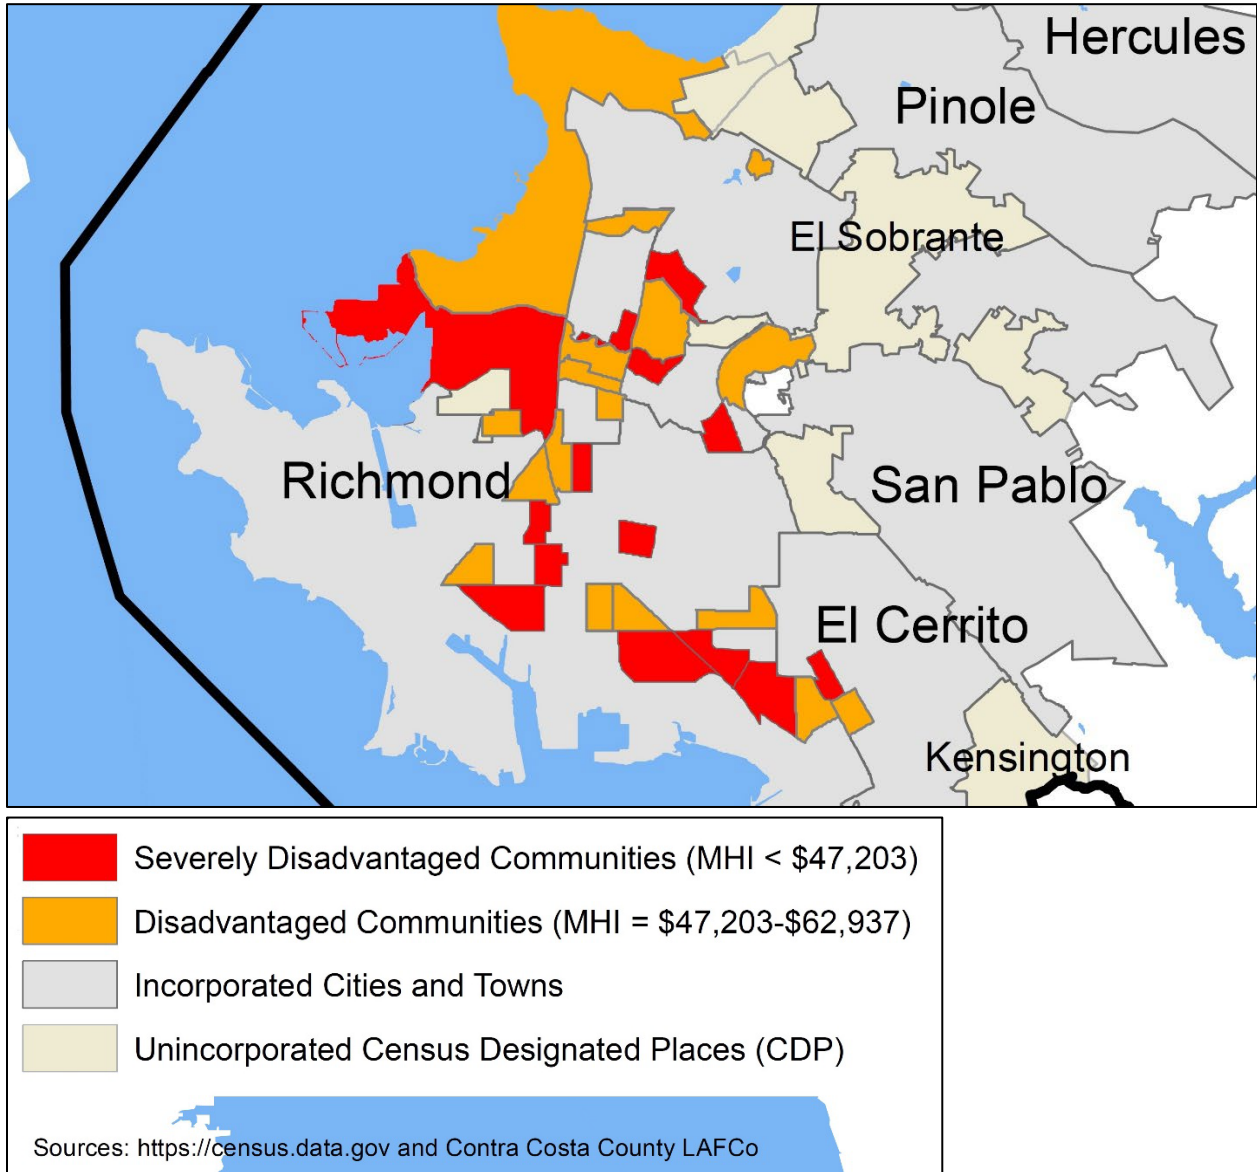 Hercules
Pinole
El Sobrante
Richmond
San Pablo
El Cerrito
Kensington
Severely Disadvantaged Communities (MHI < $47,203)
Disadvantaged Communities (MHI = $47,203-$62,937)
Incorporated Cities and Towns
Unincorporated Census Designated Places (CDP)
Sources: https://census.data.gov and Contra Costa County LAFCo